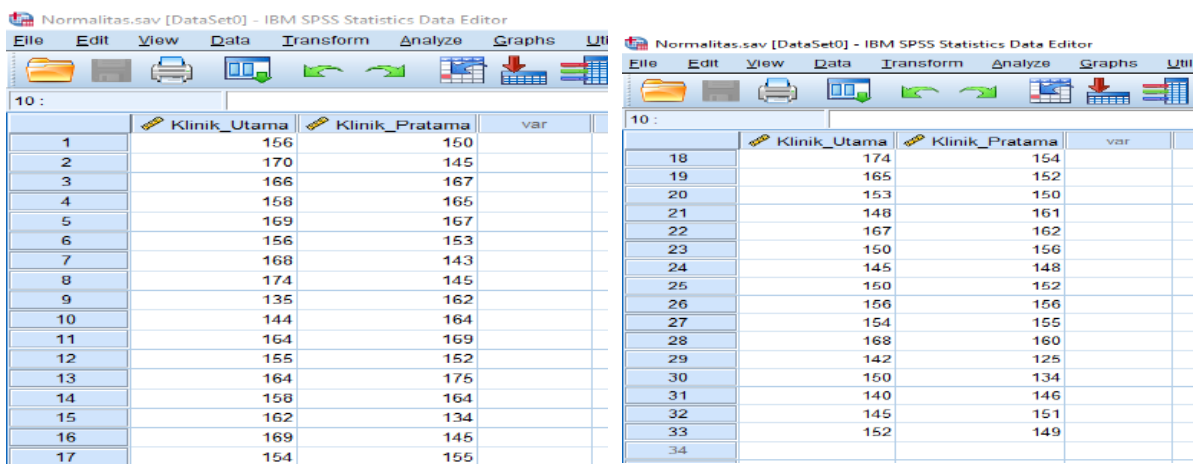 Normalitas.sav [DataSet0] - IBM SPSS Statistics Data Editor
File Edit View Data Transform Analyze Graphs Uti
10 :
Klinik_Utama Klinik_Pratama var
1 156 150
2 170 145
3 166 167
4 158 165
5 169 167
6 156 153
7 168 143
8 174 145
9 135 162
10 144 164
11 164 169
12 155 152
13 164 175
14 158 164
15 162 134
16 169 145
17 154 155
Normalitas.sav [DataSet0] - IBM SPSS Statistics Data Editor
File Edit View Data Transform Analyze Graphs Util
10 :
Klinik_Utama Klinik_Pratama var
18 174 154
19 165 152
20 153 150
21 148 161
22 167 162
23 150 156
24 145 148
25 150 152
26 156 156
27 154 155
28 168 160
29 142 125
30 150 134
31 140 146
32 145 151
33 152 149
34